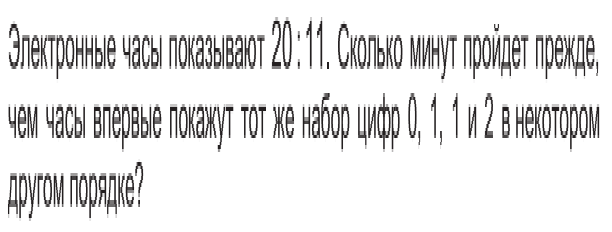 Электронные часы показывают 20 : 11. Сколько минут пройдет прежде,
чем часы впервые покажут тот же набор цифр 0, 1, 1 и 2 в некотором
другом порядке?